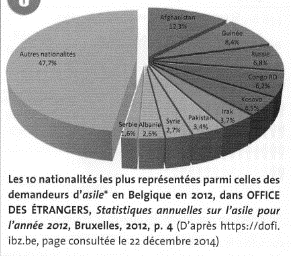 Afghanistan
12,3%
Guinée
8,4%
Russie
6,8%
Congo RD
6,2%
Kosovo
Irak
3,7%
Pakistan
3,4%
Syrie
2,7%
Albanie
2,5%
Serbie
1,6%
Autres nationalités
47,7%
Les 10 nationalités les plus représentées parmi celles des
demandeurs d'asile* en Belgique en 2012, dans OFFICE
DES ÉTRANGERS, Statistiques annuelles sur l'asile pour
l'année 2012, Bruxelles, 2012, p. 4 (D'après https://dofi.
ibz.be, page consultée le 22 décembre 2014)